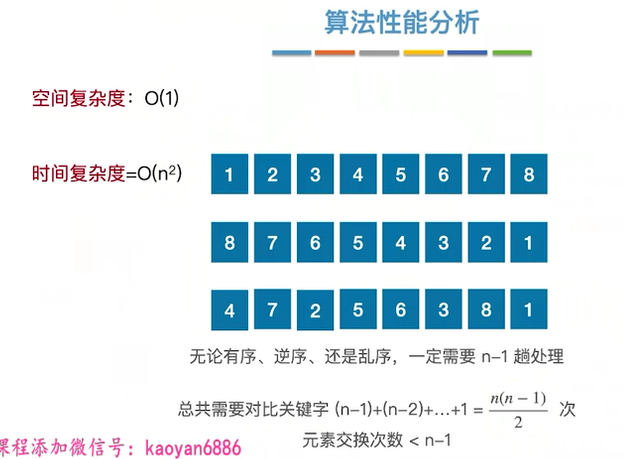 算法性能分析
空间复杂度：O(1)
时间复杂度=O(n²)
1 2 3 4 5 6 7 8
8 7 6 5 4 3 2 1
4 7 2 5 6 3 8 1
无论有序、逆序、还是乱序，一定需要 n-1 趟处理
总共需要对比关键字 (n-1)+(n-2)+...+1 = n(n − 1)/2 次
元素交换次数 < n-1
课程添加微信号：kaoyan6886